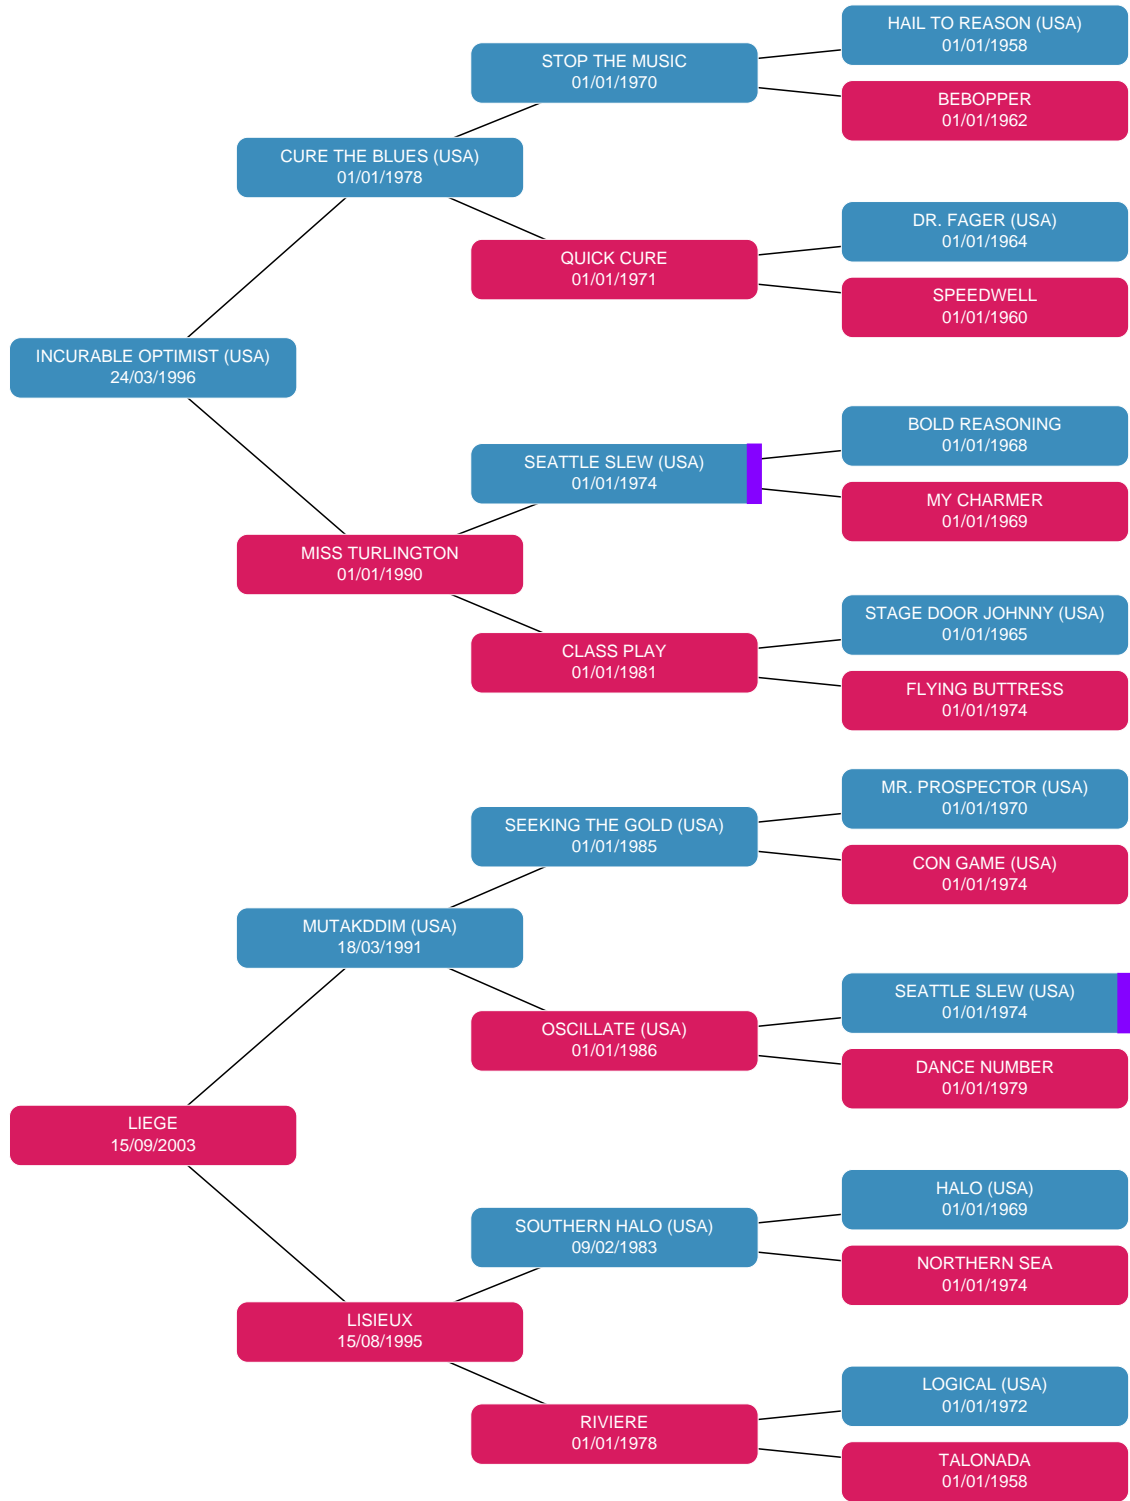 HAIL TO REASON (USA)
01/01/1958
STOP THE MUSIC
01/01/1970
BEBOPPER
01/01/1962
CURE THE BLUES (USA)
01/01/1978
DR. FAGER (USA)
01/01/1964
QUICK CURE
01/01/1971
SPEEDWELL
01/01/1960
INCURABLE OPTIMIST (USA)
24/03/1996
BOLD REASONING
01/01/1968
SEATTLE SLEW (USA)
01/01/1974
MY CHARMER
01/01/1969
MISS TURLINGTON
01/01/1990
STAGE DOOR JOHNNY (USA)
01/01/1965
CLASS PLAY
01/01/1981
FLYING BUTTRESS
01/01/1974
MR. PROSPECTOR (USA)
01/01/1970
SEEKING THE GOLD (USA)
01/01/1985
CON GAME (USA)
01/01/1974
MUTAKDDIM (USA)
18/03/1991
SEATTLE SLEW (USA)
01/01/1974
OSCILLATE (USA)
01/01/1986
DANCE NUMBER
01/01/1979
LIEGE
15/09/2003
HALO (USA)
01/01/1969
SOUTHERN HALO (USA)
09/02/1983
NORTHERN SEA
01/01/1974
LISIEUX
15/08/1995
LOGICAL (USA)
01/01/1972
RIVIERE
01/01/1978
TALONADA
01/01/1958